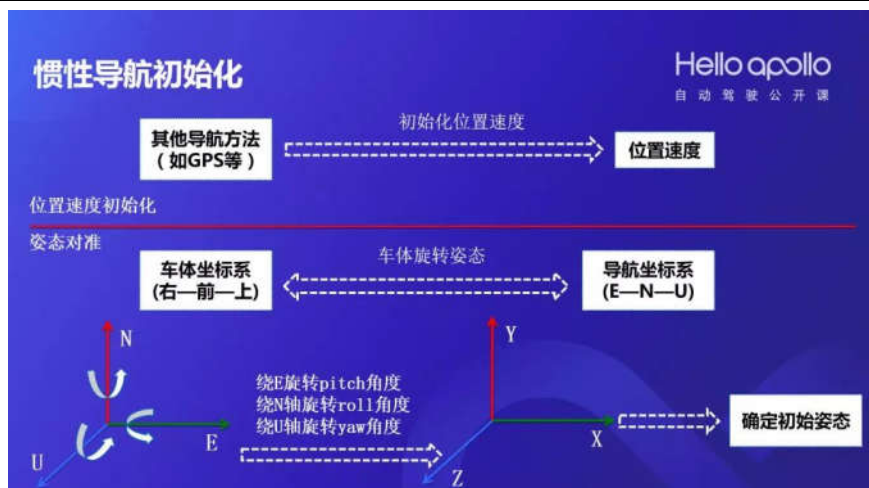 惯性导航初始化
Hello apollo
自动驾驶公开课
其他导航方法
（如GPS等）
初始化位置速度
位置速度
位置速度初始化
姿态对准
车体坐标系
(右—前—上)
车体旋转姿态
导航坐标系
(E—N—U)
N
E
U
绕E旋转pitch角度
绕N轴旋转roll角度
绕U轴旋转yaw角度
Y
X
Z
确定初始姿态